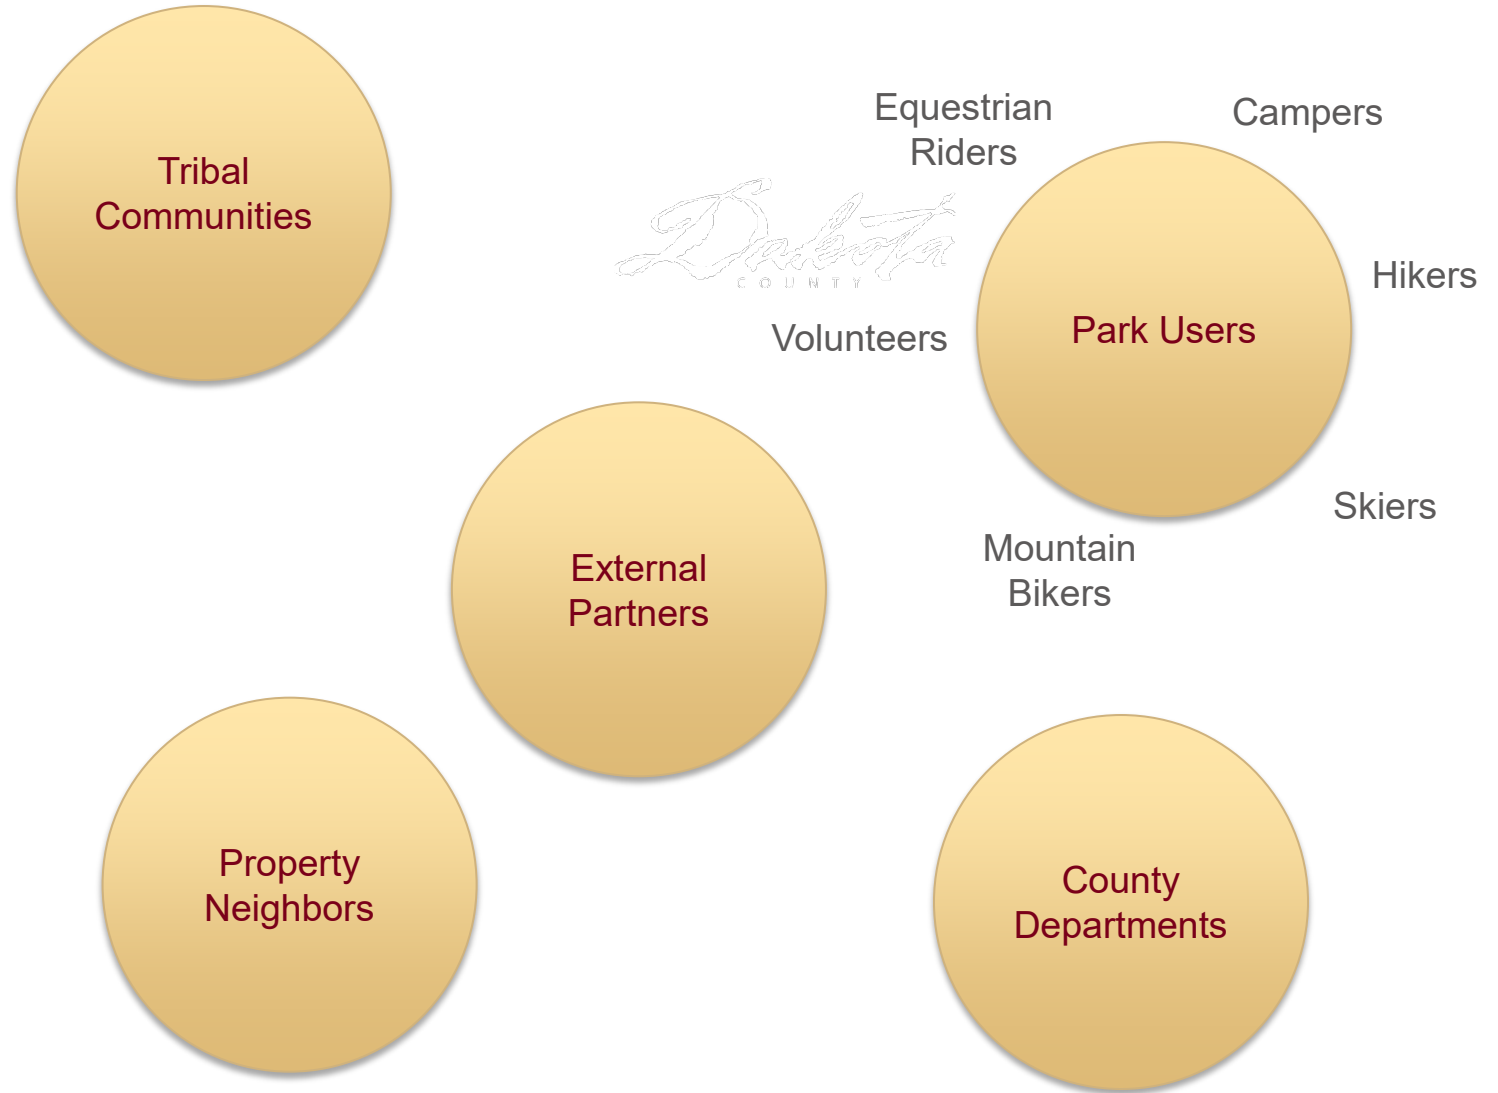 Tribal
Communities
Equestrian
Riders
Campers
Dakota
COUNTY
Hikers
Volunteers
Park Users
Skiers
Mountain
Bikers
External
Partners
Property
Neighbors
County
Departments